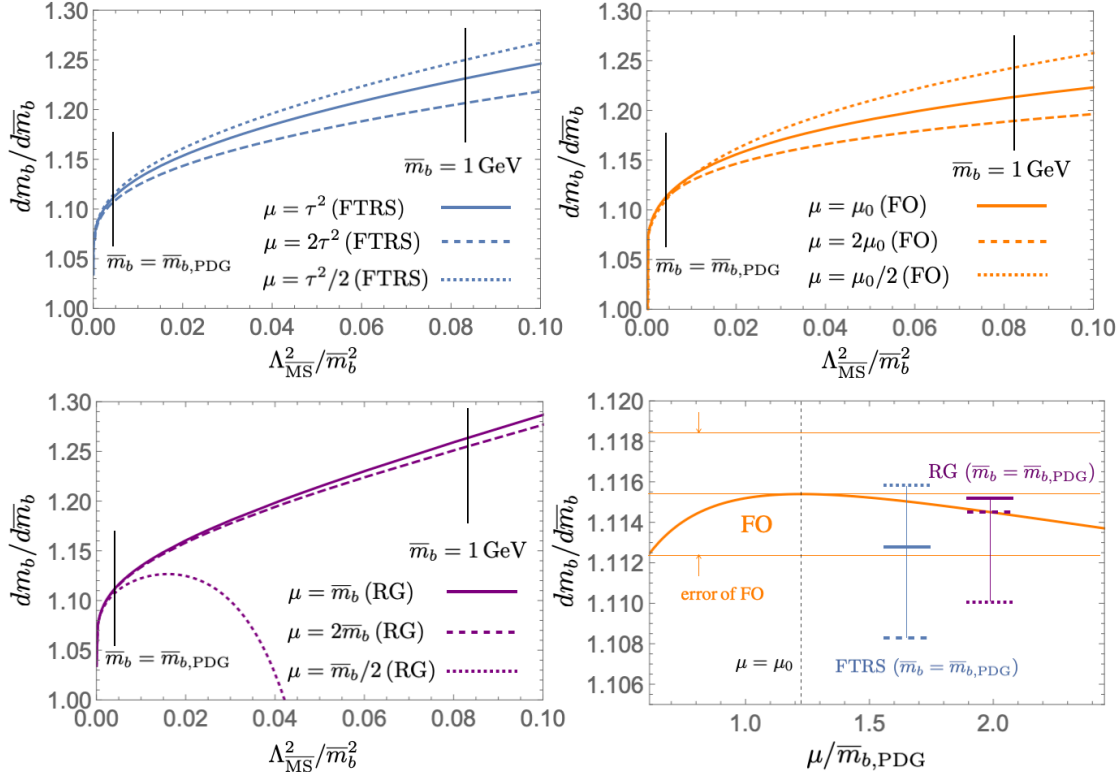 1.30
1.25
1.20
1.15
1.10
1.05
1.00
dm_b/dm̅_b
m̅_b = 1 GeV
μ = τ² (FTRS)
μ = 2τ² (FTRS)
m̅_b = m̅_b,PDG
μ = τ²/2 (FTRS)
0.00 0.02 0.04 0.06 0.08 0.10
Λ²_M̅S̅/m̅²_b
1.30
1.25
1.20
1.15
1.10
1.05
1.00
dm_b/dm̅_b
m̅_b = 1 GeV
μ = μ₀ (FO)
μ = 2μ₀ (FO)
m̅_b = m̅_b,PDG
μ = μ₀/2 (FO)
0.00 0.02 0.04 0.06 0.08 0.10
Λ²_M̅S̅/m̅²_b
1.30
1.25
1.20
1.15
1.10
1.05
1.00
dm_b/dm̅_b
m̅_b = 1 GeV
μ = m̅_b (RG)
μ = 2m̅_b (RG)
m̅_b = m̅_b,PDG
μ = m̅_b/2 (RG)
0.00 0.02 0.04 0.06 0.08 0.10
Λ²_M̅S̅/m̅²_b
1.120
1.118
1.116
1.114
1.112
1.110
1.108
1.106
dm_b/dm̅_b
RG (m̅_b = m̅_b,PDG)
FO
error of FO
μ = μ₀
FTRS (m̅_b = m̅_b,PDG)
1.0 1.5 2.0
μ/m̅_b,PDG